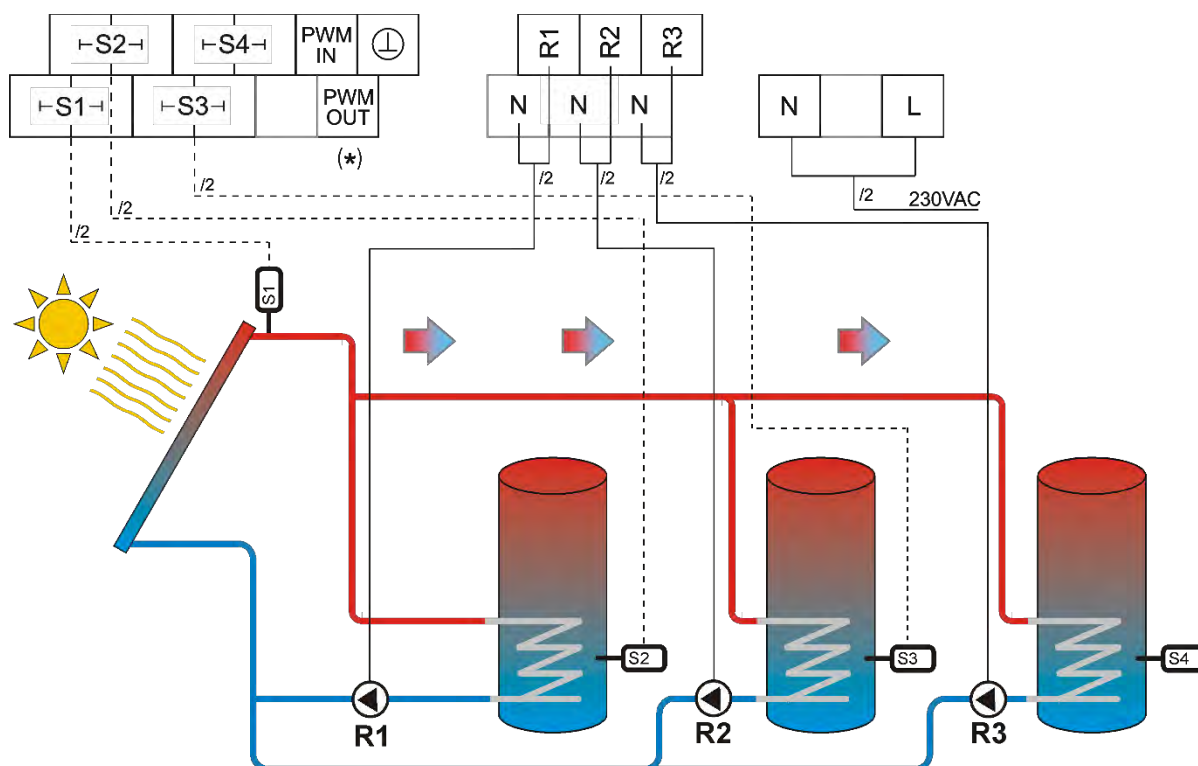 S2 S4 PWM IN
S1 S3 PWM OUT
(*)
R1 R2 R3
N N N
N L
/2 /2 /2 /2
/2 230VAC
/2
/2
S1
S2
S3
S4
R1
R2
R3